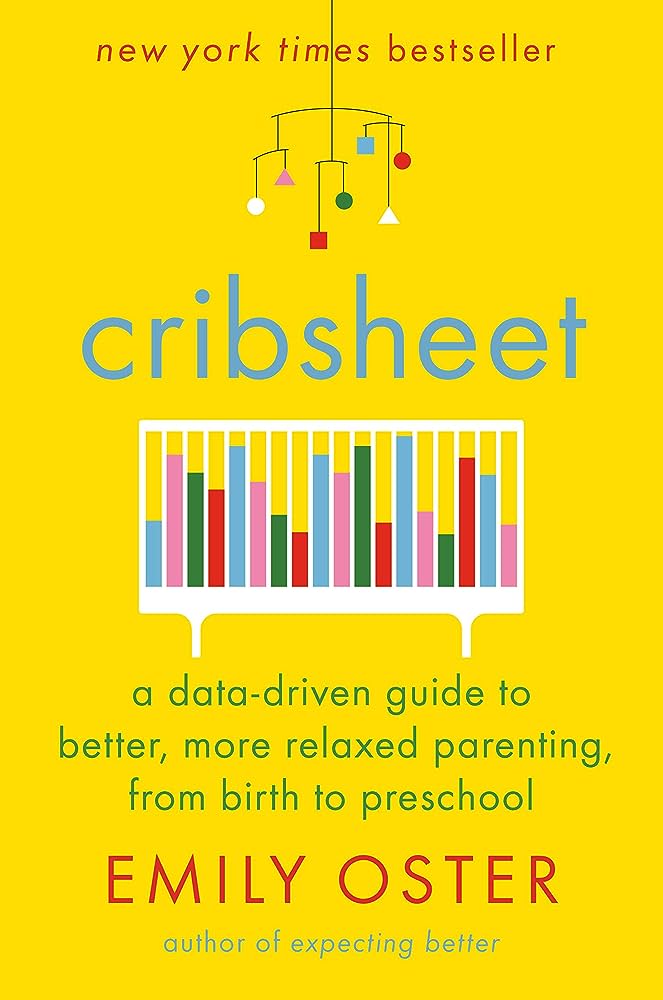 new york times bestseller
cribsheet
a data-driven guide to
better, more relaxed parenting,
from birth to preschool
EMILY OSTER
author of expecting better